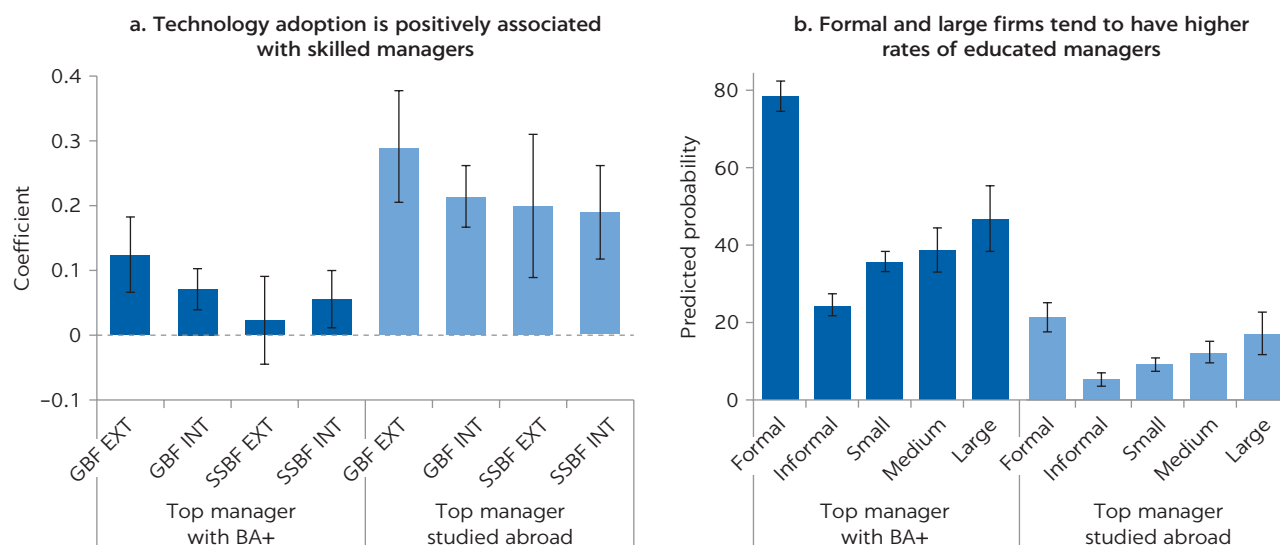 a. Technology adoption is positively associated
with skilled managers
0.4
0.3
0.2
0.1
0
–0.1
Coefficient
GBF EXT
GBF INT
SSBF EXT
SSBF INT
GBF EXT
GBF INT
SSBF EXT
SSBF INT
Top manager
with BA+
Top manager
studied abroad
b. Formal and large firms tend to have higher
rates of educated managers
80
60
40
20
0
Predicted probability
Formal
Informal
Small
Medium
Large
Formal
Informal
Small
Medium
Large
Top manager
with BA+
Top manager
studied abroad